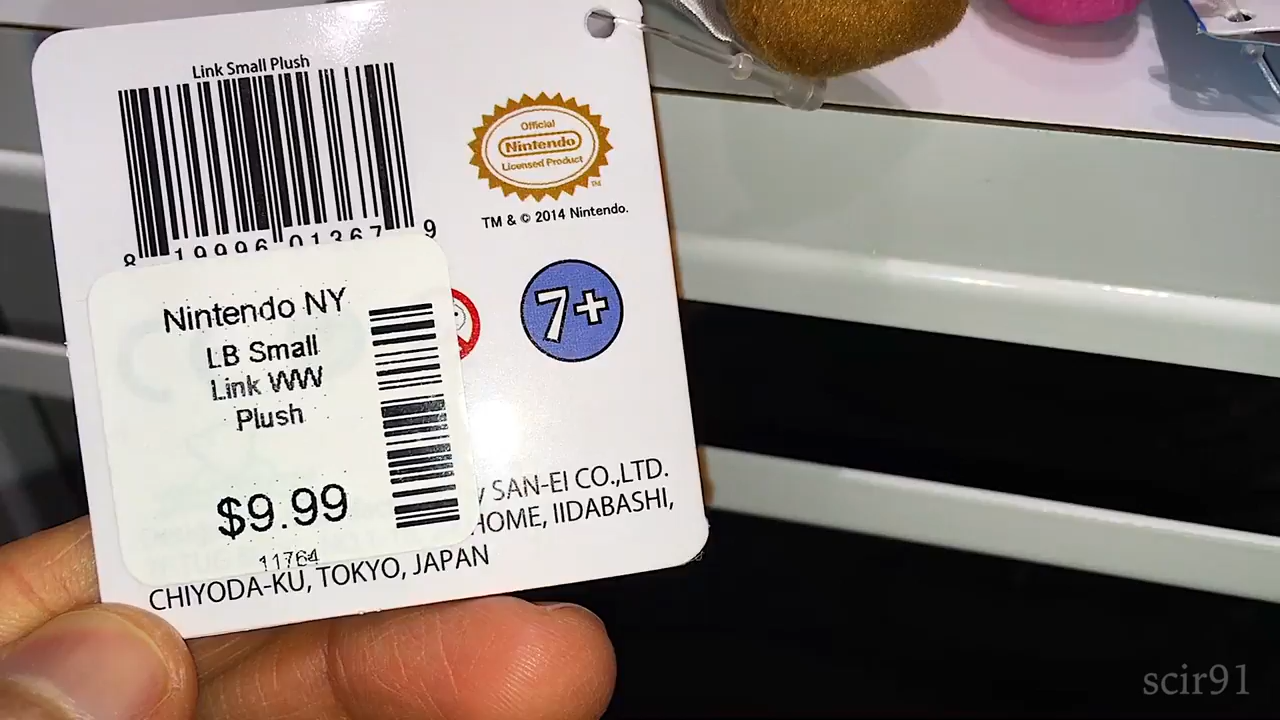 Link Small Plush
8 19996 01367 9
Official
Nintendo
Licensed Product
TM
TM & © 2014 Nintendo.
7+
Nintendo NY
LB Small
Link WW
Plush
$9.99
11764
SAN-EI CO.,LTD.
HOME, IIDABASHI,
CHIYODA-KU, TOKYO, JAPAN
scir91